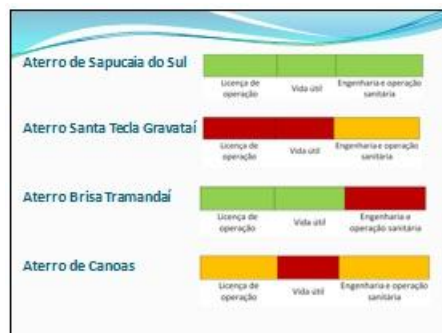 Aterro de Sapucaia do Sul
Licença de operação
Vida útil
Engenharia e operação sanitária
Aterro Santa Tecla Gravataí
Licença de operação
Vida útil
Engenharia e operação sanitária
Aterro Brisa Tramandaí
Licença de operação
Vida útil
Engenharia e operação sanitária
Aterro de Canoas
Licença de operação
Vida útil
Engenharia e operação sanitária